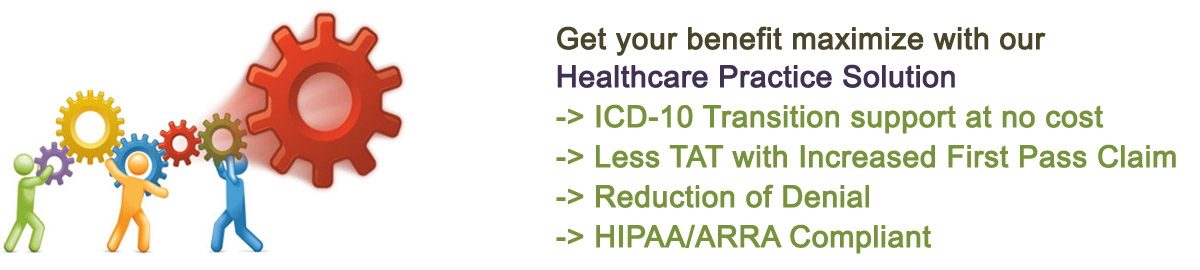 Get your benefit maximize with our
Healthcare Practice Solution
-> ICD-10 Transition support at no cost
-> Less TAT with Increased First Pass Claim
-> Reduction of Denial
-> HIPAA/ARRA Compliant